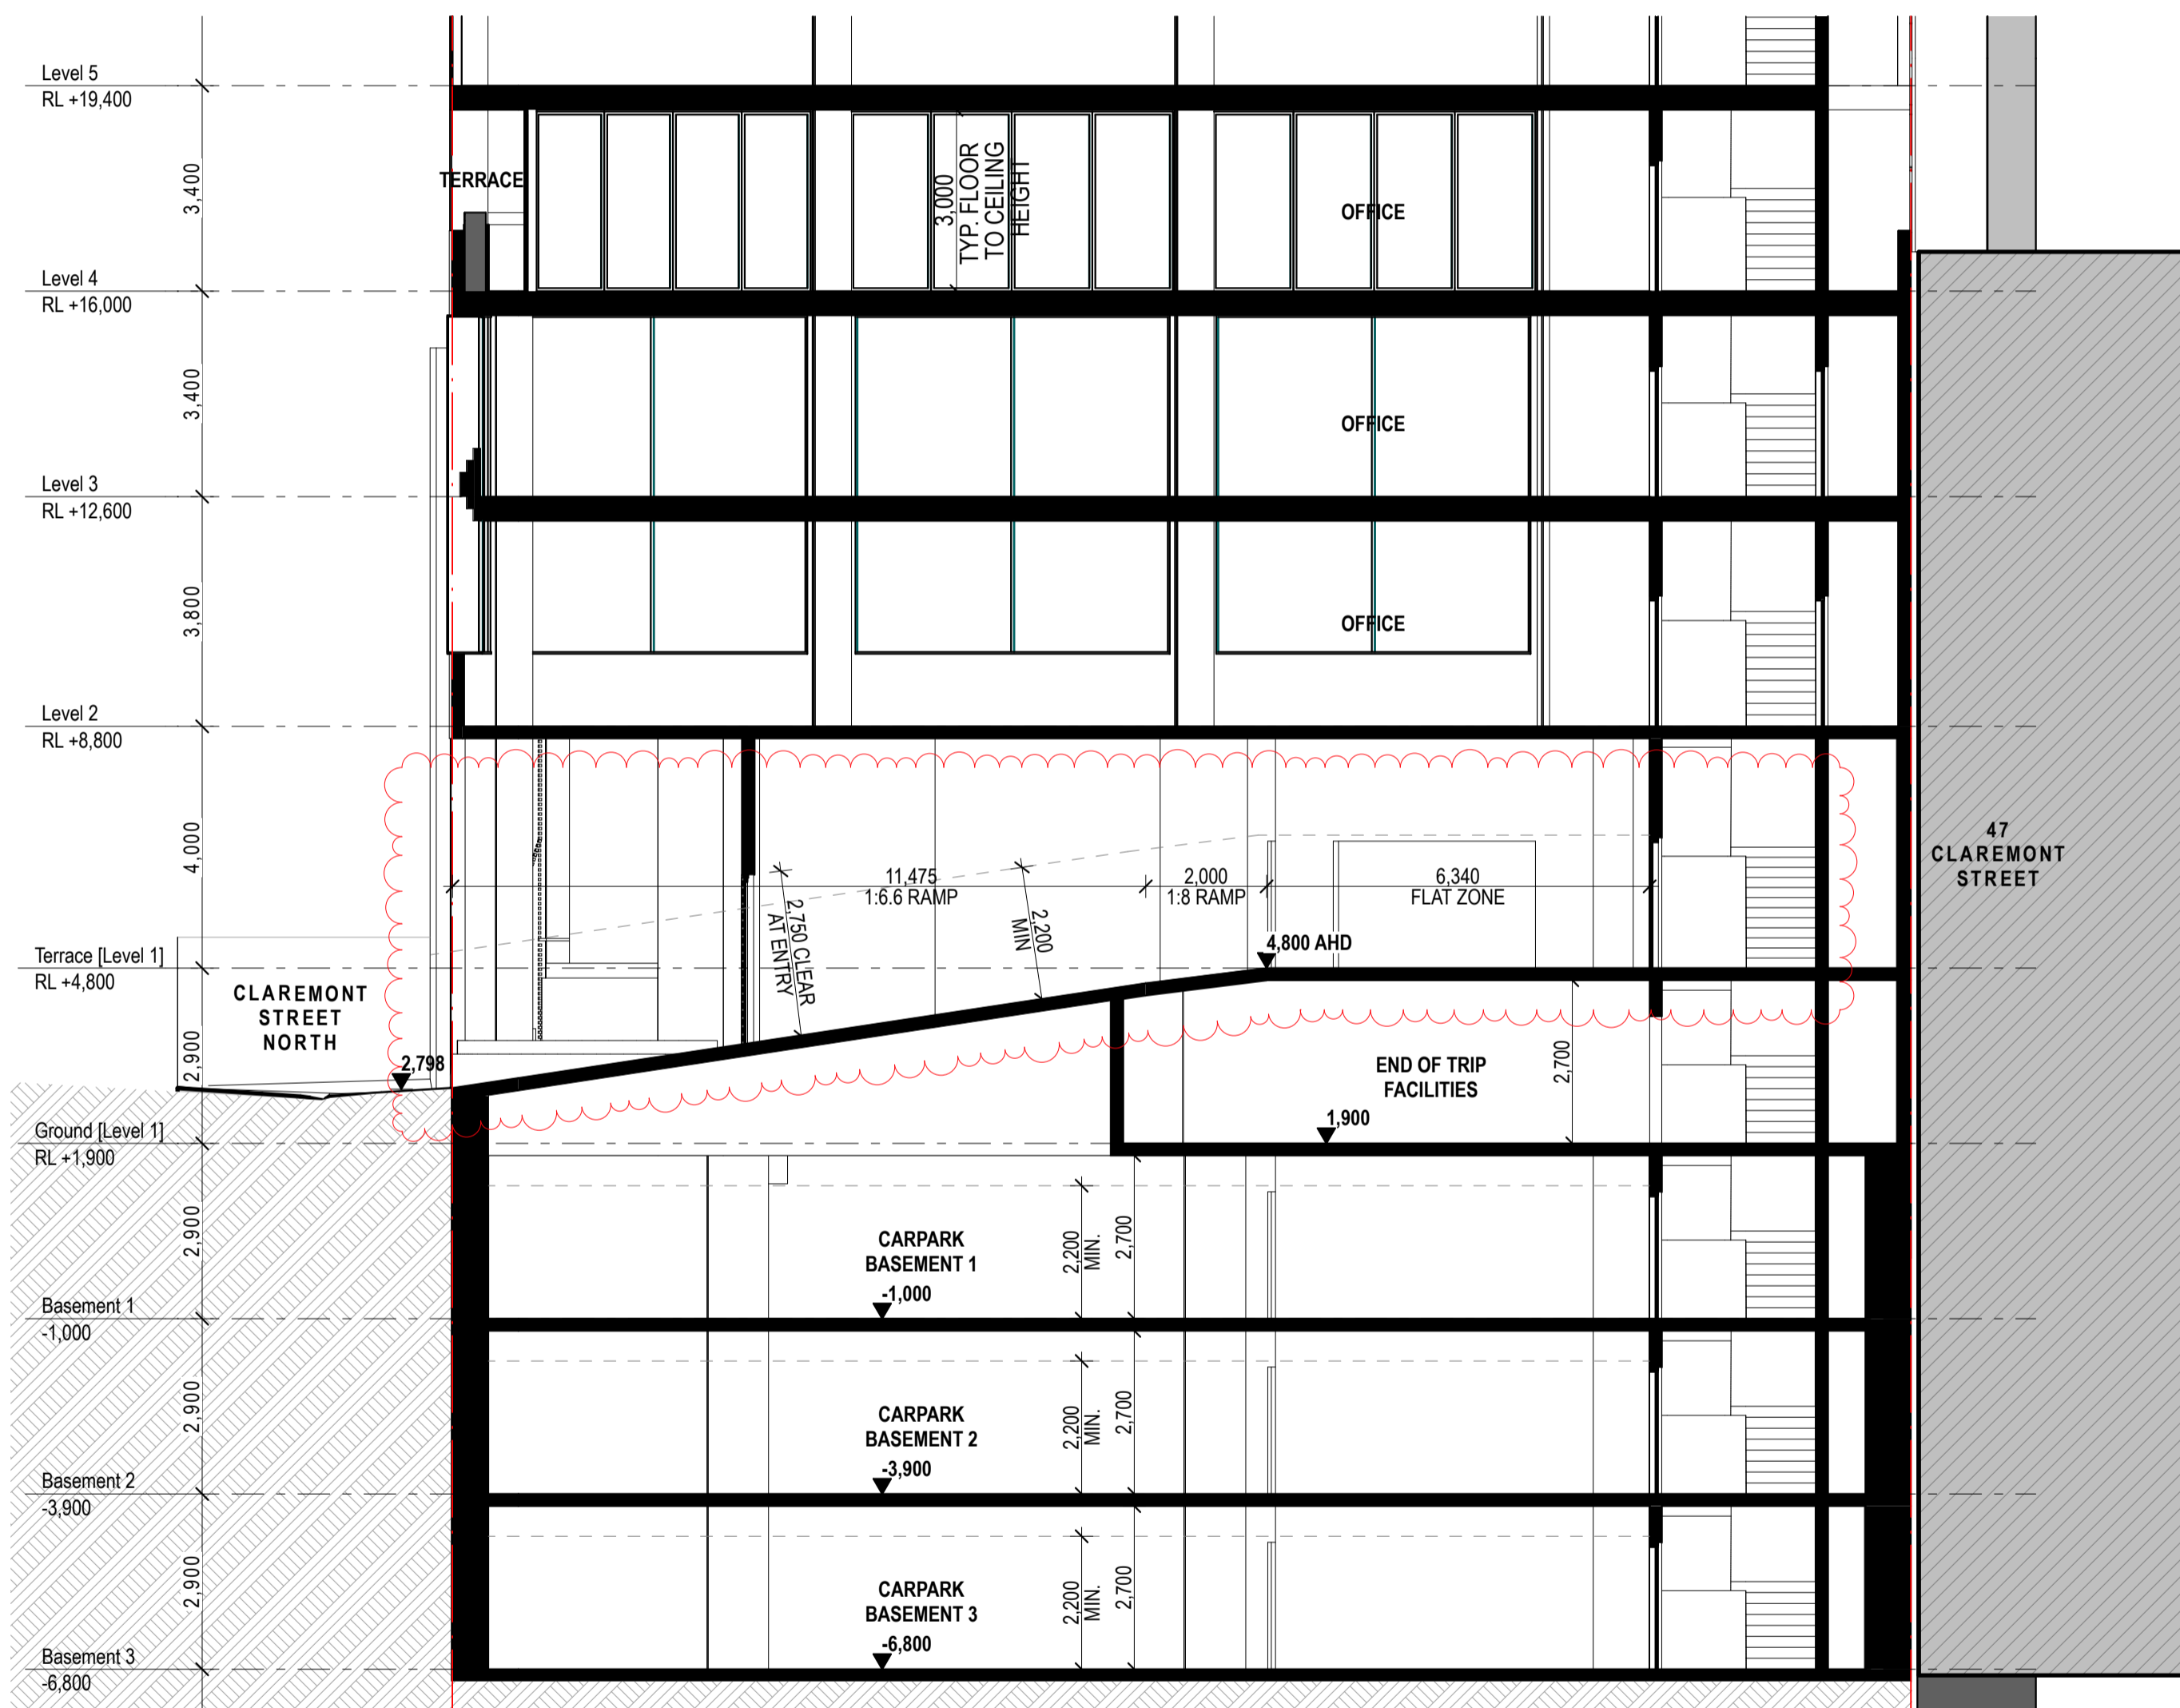 Level 5
RL +19,400
3,400
TERRACE
3,000
TYP. FLOOR
TO CEILING
HEIGHT
OFFICE
Level 4
RL +16,000
3,400
OFFICE
Level 3
RL +12,600
3,800
OFFICE
Level 2
RL +8,800
4,000
47
CLAREMONT
STREET
11,475
1:6.6 RAMP
2,000
1:8 RAMP
6,340
FLAT ZONE
2,750 CLEAR
AT ENTRY
2,200
MIN
4,800 AHD
Terrace [Level 1]
RL +4,800
CLAREMONT
STREET
NORTH
2,900
2,798
END OF TRIP
FACILITIES
2,700
1,900
Ground [Level 1]
RL +1,900
2,900
CARPARK
BASEMENT 1
-1,000
2,200
MIN.
2,700
Basement 1
-1,000
2,900
CARPARK
BASEMENT 2
-3,900
2,200
MIN.
2,700
Basement 2
-3,900
2,900
CARPARK
BASEMENT 3
-6,800
2,200
MIN.
2,700
Basement 3
-6,800